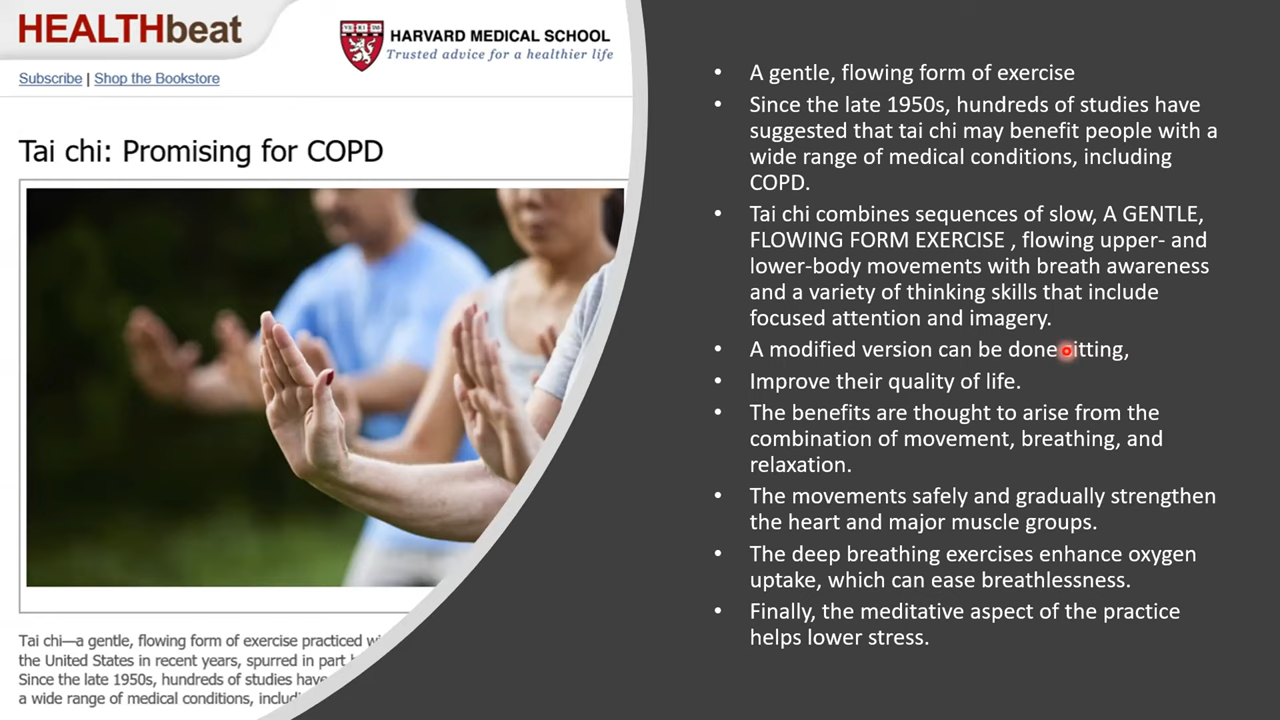 HEALTHbeat
VE RI TAS
HARVARD MEDICAL SCHOOL
Trusted advice for a healthier life
Subscribe | Shop the Bookstore
Tai chi: Promising for COPD
Tai chi—a gentle, flowing form of exercise practiced
the United States in recent years, spurred in part
Since the late 1950s, hundreds of studies have
a wide range of medical conditions,
• A gentle, flowing form of exercise
• Since the late 1950s, hundreds of studies have
suggested that tai chi may benefit people with a
wide range of medical conditions, including
COPD.
• Tai chi combines sequences of slow, A GENTLE,
FLOWING FORM EXERCISE , flowing upper- and
lower-body movements with breath awareness
and a variety of thinking skills that include
focused attention and imagery.
• A modified version can be done sitting,
• Improve their quality of life.
• The benefits are thought to arise from the
combination of movement, breathing, and
relaxation.
• The movements safely and gradually strengthen
the heart and major muscle groups.
• The deep breathing exercises enhance oxygen
uptake, which can ease breathlessness.
• Finally, the meditative aspect of the practice
helps lower stress.